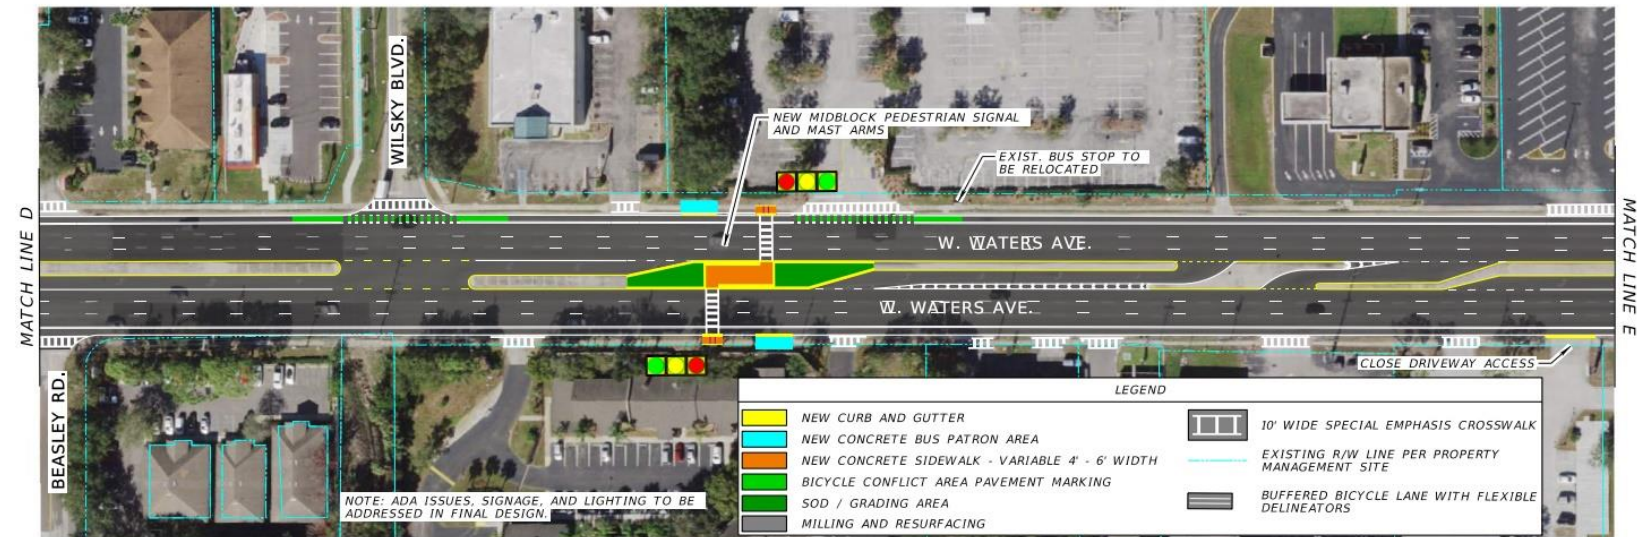 WILSKY BLVD.
NEW MIDBLOCK PEDESTRIAN SIGNAL
AND MAST ARMS
EXIST. BUS STOP TO
BE RELOCATED
MATCH LINE D
MATCH LINE E
W. WATERS AVE.
W. WATERS AVE.
CLOSE DRIVEWAY ACCESS
BEASLEY RD.
NOTE: ADA ISSUES, SIGNAGE, AND LIGHTING TO BE
ADDRESSED IN FINAL DESIGN.
LEGEND
NEW CURB AND GUTTER
NEW CONCRETE BUS PATRON AREA
NEW CONCRETE SIDEWALK - VARIABLE 4' - 6' WIDTH
BICYCLE CONFLICT AREA PAVEMENT MARKING
SOD / GRADING AREA
MILLING AND RESURFACING
10' WIDE SPECIAL EMPHASIS CROSSWALK
EXISTING R/W LINE PER PROPERTY
MANAGEMENT SITE
BUFFERED BICYCLE LANE WITH FLEXIBLE
DELINEATORS